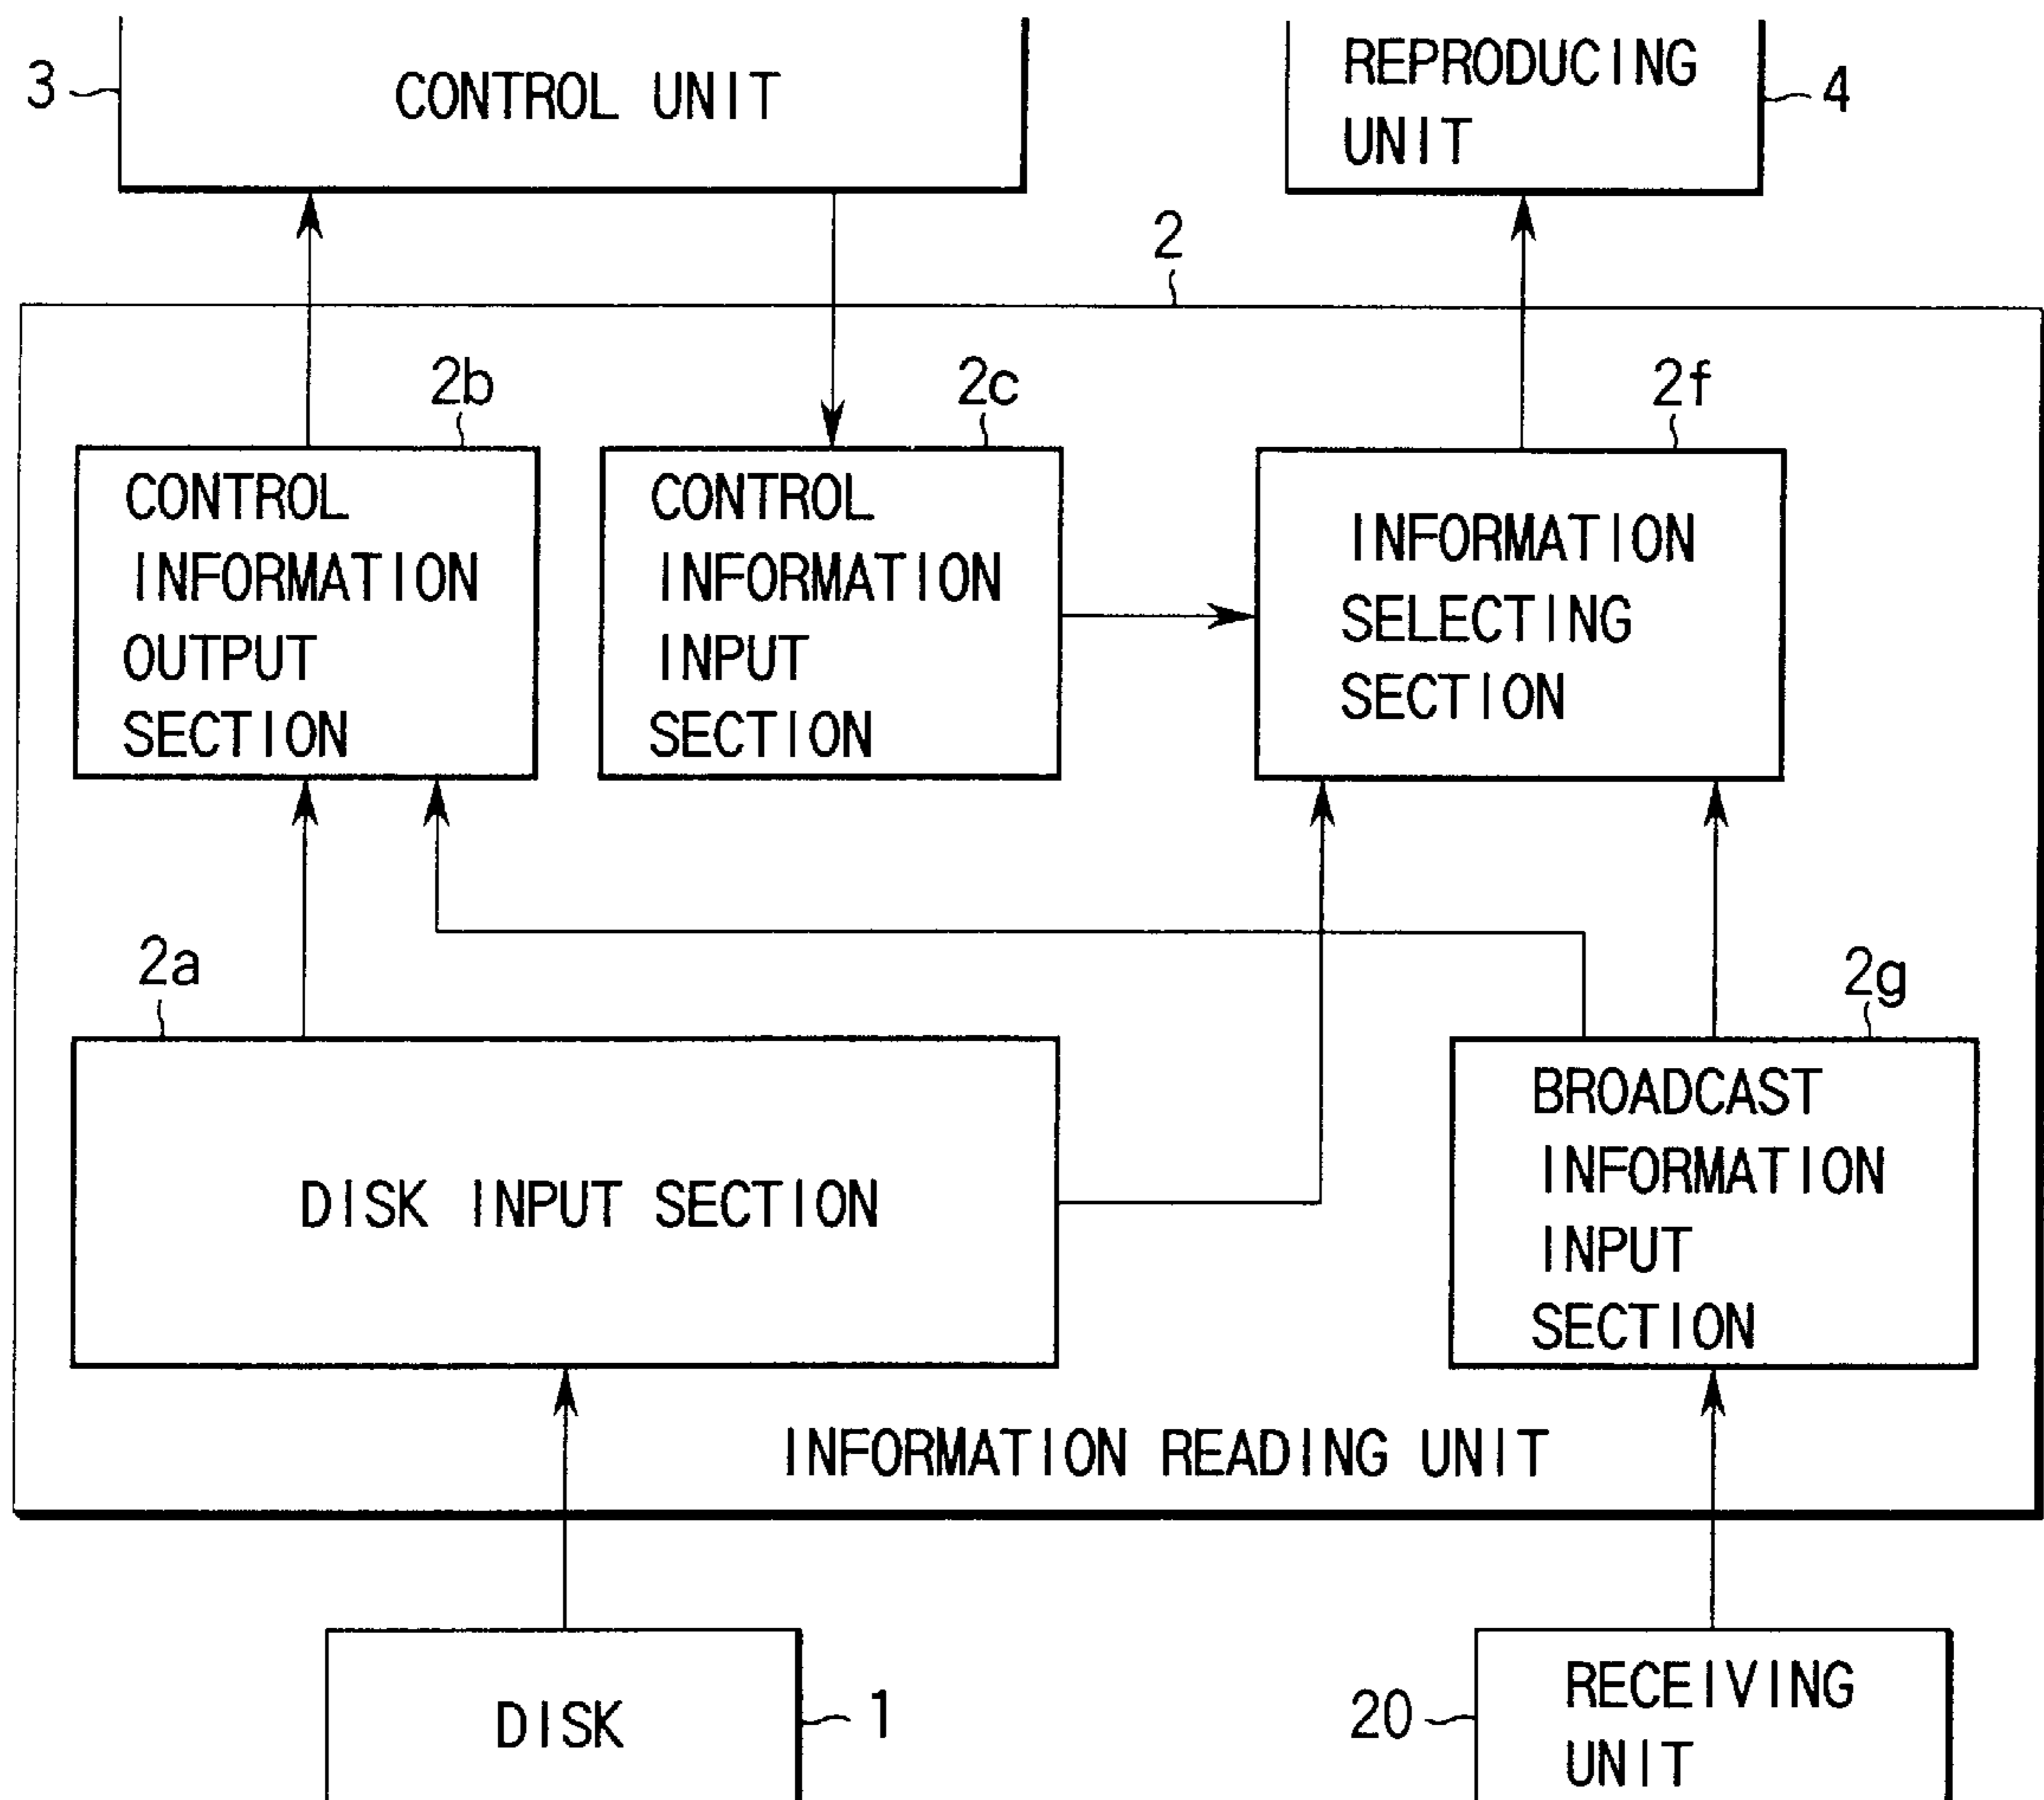 3
CONTROL UNIT
REPRODUCING
UNIT
4
2
2b
2c
2f
CONTROL
INFORMATION
OUTPUT
SECTION
CONTROL
INFORMATION
INPUT
SECTION
INFORMATION
SELECTING
SECTION
2a
2g
DISK INPUT SECTION
BROADCAST
INFORMATION
INPUT
SECTION
INFORMATION READING UNIT
DISK
1
20
RECEIVING
UNIT